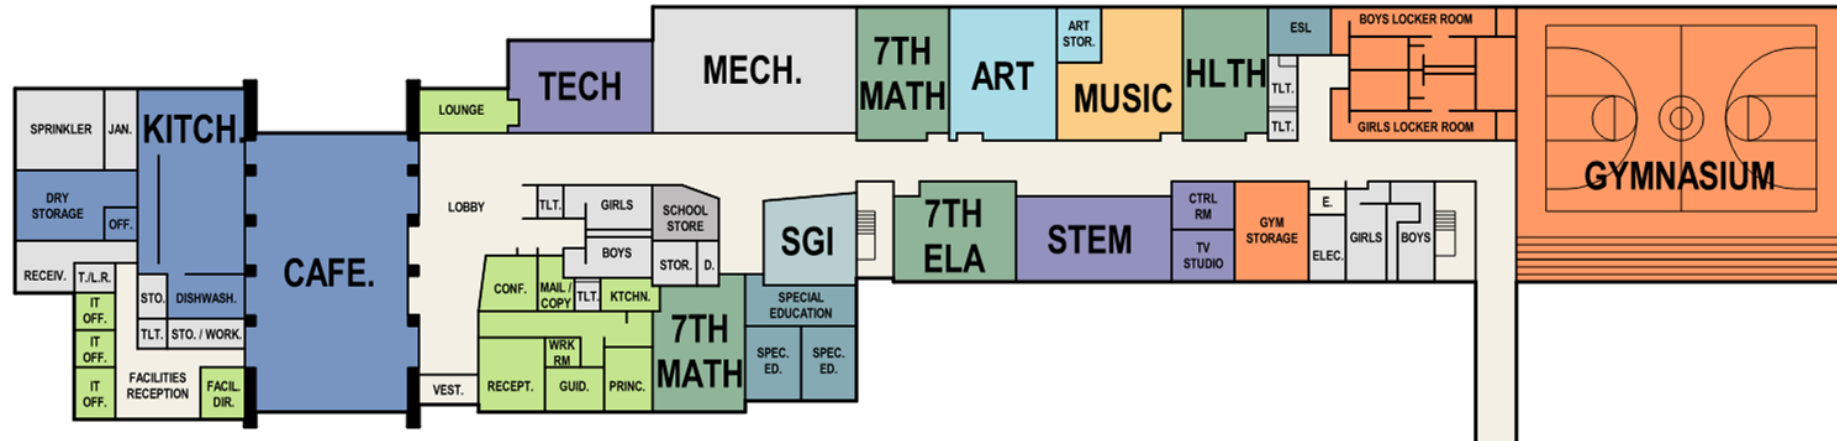 SPRINKLER
JAN.
KITCH.
DRY
STORAGE
OFF.
RECEIV.
T./L.R.
IT
OFF.
IT
OFF.
IT
OFF.
STO.
DISHWASH.
TLT.
STO. / WORK.
FACILITIES
RECEPTION
FACIL.
DIR.
CAFE.
LOUNGE
TECH
MECH.
7TH
MATH
ART
ART
STOR.
MUSIC
HLTH
ESL
TLT.
TLT.
BOYS LOCKER ROOM
GIRLS LOCKER ROOM
GYMNASIUM
LOBBY
TLT.
GIRLS
BOYS
SCHOOL
STORE
STOR.
D.
CONF.
MAIL /
COPY
TLT.
KTCHN.
VEST.
RECEPT.
WRK
RM
GUID.
PRINC.
7TH
MATH
SGI
SPECIAL
EDUCATION
SPEC.
ED.
SPEC.
ED.
7TH
ELA
STEM
CTRL
RM
TV
STUDIO
GYM
STORAGE
E.
ELEC.
GIRLS
BOYS